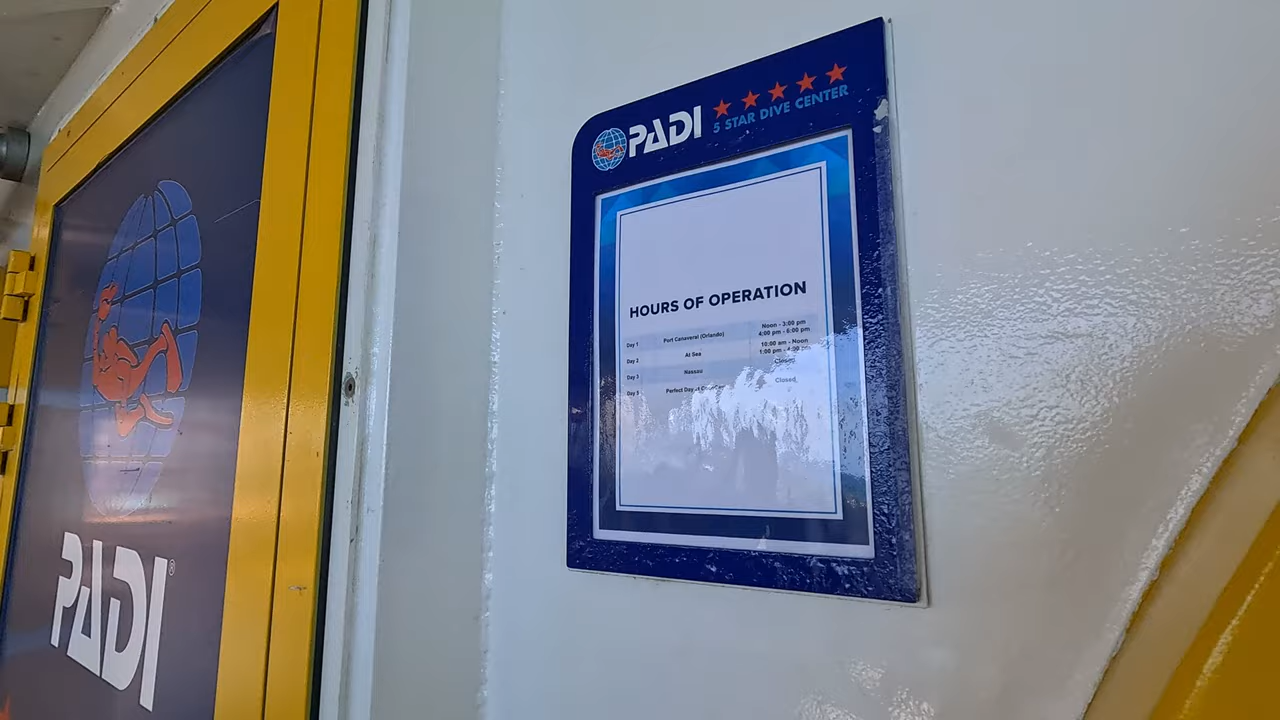 PADI
5 STAR DIVE CENTER
HOURS OF OPERATION
Day 1 Port Canaveral (Orlando) Noon - 3:00 pm
4:00 pm - 6:00 pm
Day 2 At Sea 10:00 am - Noon
1:00 pm - 4:00 pm
Day 3 Nassau Closed
Perfect Day Closed
PADI®